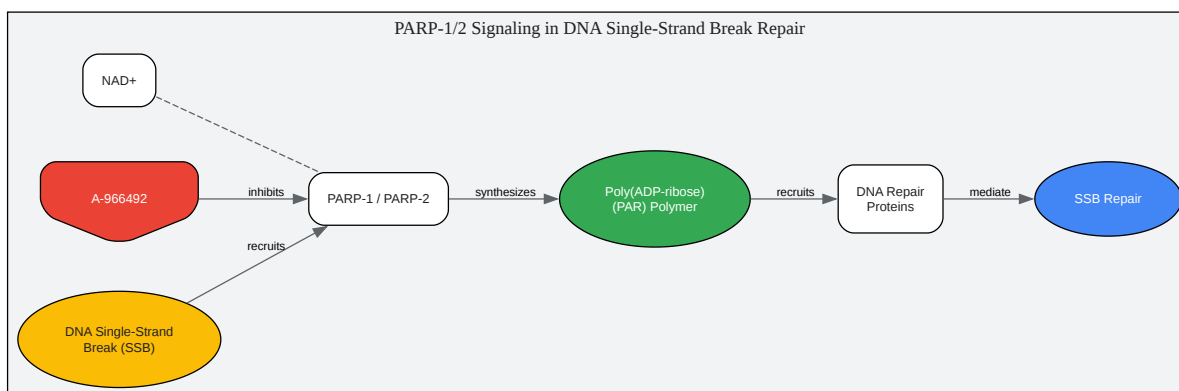 PARP-1/2 Signaling in DNA Single-Strand Break Repair
NAD+
A-966492
inhibits
PARP-1 / PARP-2
synthesizes
Poly(ADP-ribose)
(PAR) Polymer
recruits
DNA Repair
Proteins
mediate
SSB Repair
recruits
DNA Single-Strand
Break (SSB)